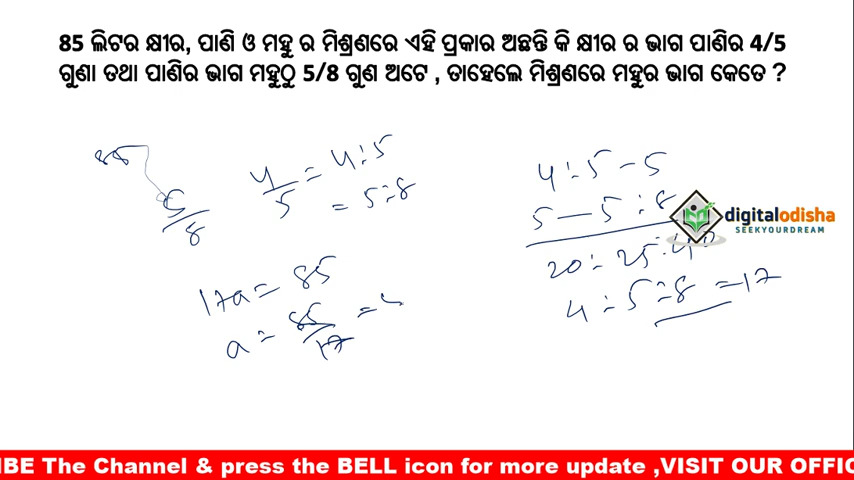 85 ଲିଟର କ୍ଷୀର, ପାଣି ଓ ମହୁ ର ମିଶ୍ରଣରେ ଏହି ପ୍ରକାର ଅଛନ୍ତି କି କ୍ଷୀର ର ଭାଗ ପାଣିର 4/5
ଗୁଣା ତଥା ପାଣିର ଭାଗ ମହୁଠୁ 5/8 ଗୁଣ ଅଟେ , ତାହେଲେ ମିଶ୍ରଣରେ ମହୁର ଭାଗ କେତେ ?
85
5/8
4/5 = 4:5
= 5:8
17a = 85
a = 85/17 =
4 : 5 - 5
5 - 5 : 8
20 : 25 : 40
4 : 5 : 8 = 17
digitalodisha
SEEKYOURDREAM
IBE The Channel & press the BELL icon for more update ,VISIT OUR OFFIC